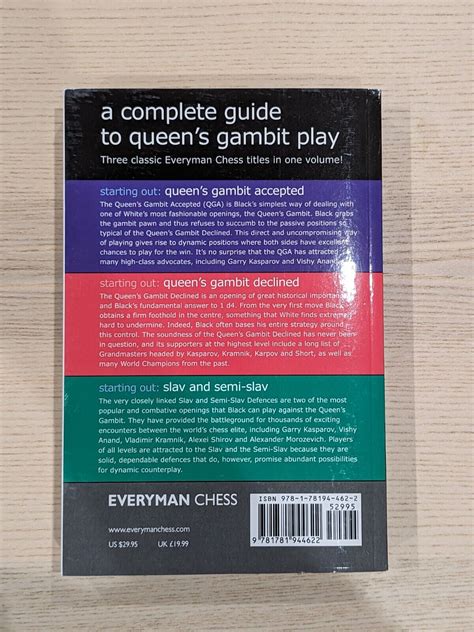 a complete guide
to queen's gambit play
Three classic Everyman Chess titles in one volume!
starting out: queen's gambit accepted
The Queen's Gambit Accepted (QGA) is Black's simplest way of dealing with
one of White's most fashionable openings, the Queen's Gambit. Black grabs
the gambit pawn and thus refuses to succumb to the passive positions so
typical of the Queen's Gambit Declined. This direct and uncompromising way
of playing gives rise to dynamic positions where both sides have excellent
chances to play for the win. It's no surprise that the QGA has attracted so
many high-class advocates, including Garry Kasparov and Vishy Anand.
starting out: queen's gambit declined
The Queen's Gambit Declined is an opening of great historical importance
and Black's fundamental answer to 1 d4. From the very first move Black
obtains a firm foothold in the centre, something that White finds extremely
hard to undermine. Indeed, Black often bases his entire strategy around
this control. The soundness of the Queen's Gambit Declined has never been
in question, and its supporters at the highest level include a long list of
Grandmasters headed by Kasparov, Kramnik, Karpov and Short, as well as
many World Champions from the past.
starting out: slav and semi-slav
The very closely linked Slav and Semi-Slav Defences are two of the most
popular and combative openings that Black can play against the Queen's
Gambit. They have provided the battleground for thousands of exciting
encounters between the world's chess elite, including Garry Kasparov, Vishy
Anand, Vladimir Kramnik, Alexei Shirov and Alexander Morozevich. Players
of all levels are attracted to the Slav and the Semi-Slav because they are
solid, dependable defences that do, however, promise abundant possibilities
for dynamic counterplay.
EVERYMAN CHESS
www.everymanchess.com
US $29.95 UK £19.99
ISBN 978-1-78194-462-2
52995
9 781781 944622